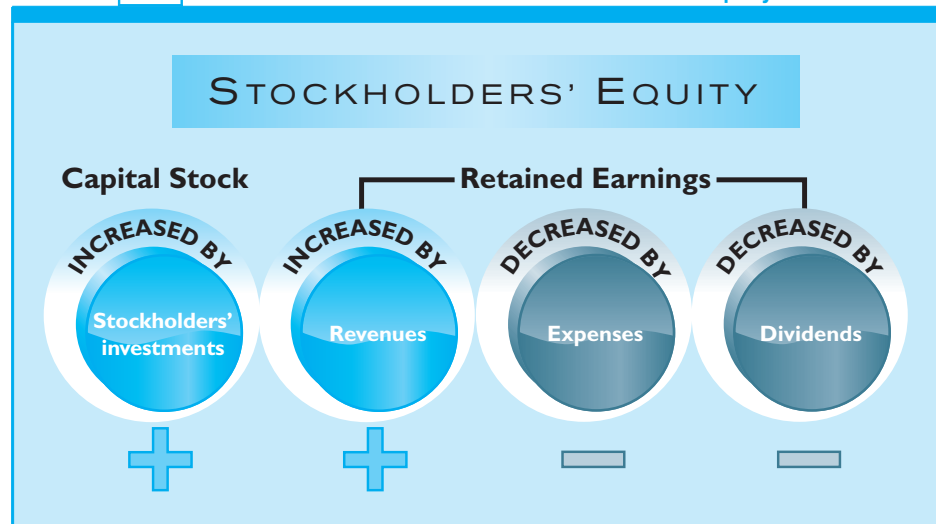 STOCKHOLDERS' EQUITY
Capital Stock
Retained Earnings
INCREASED BY
Stockholders'
investments
INCREASED BY
Revenues
DECREASED BY
Expenses
DECREASED BY
Dividends